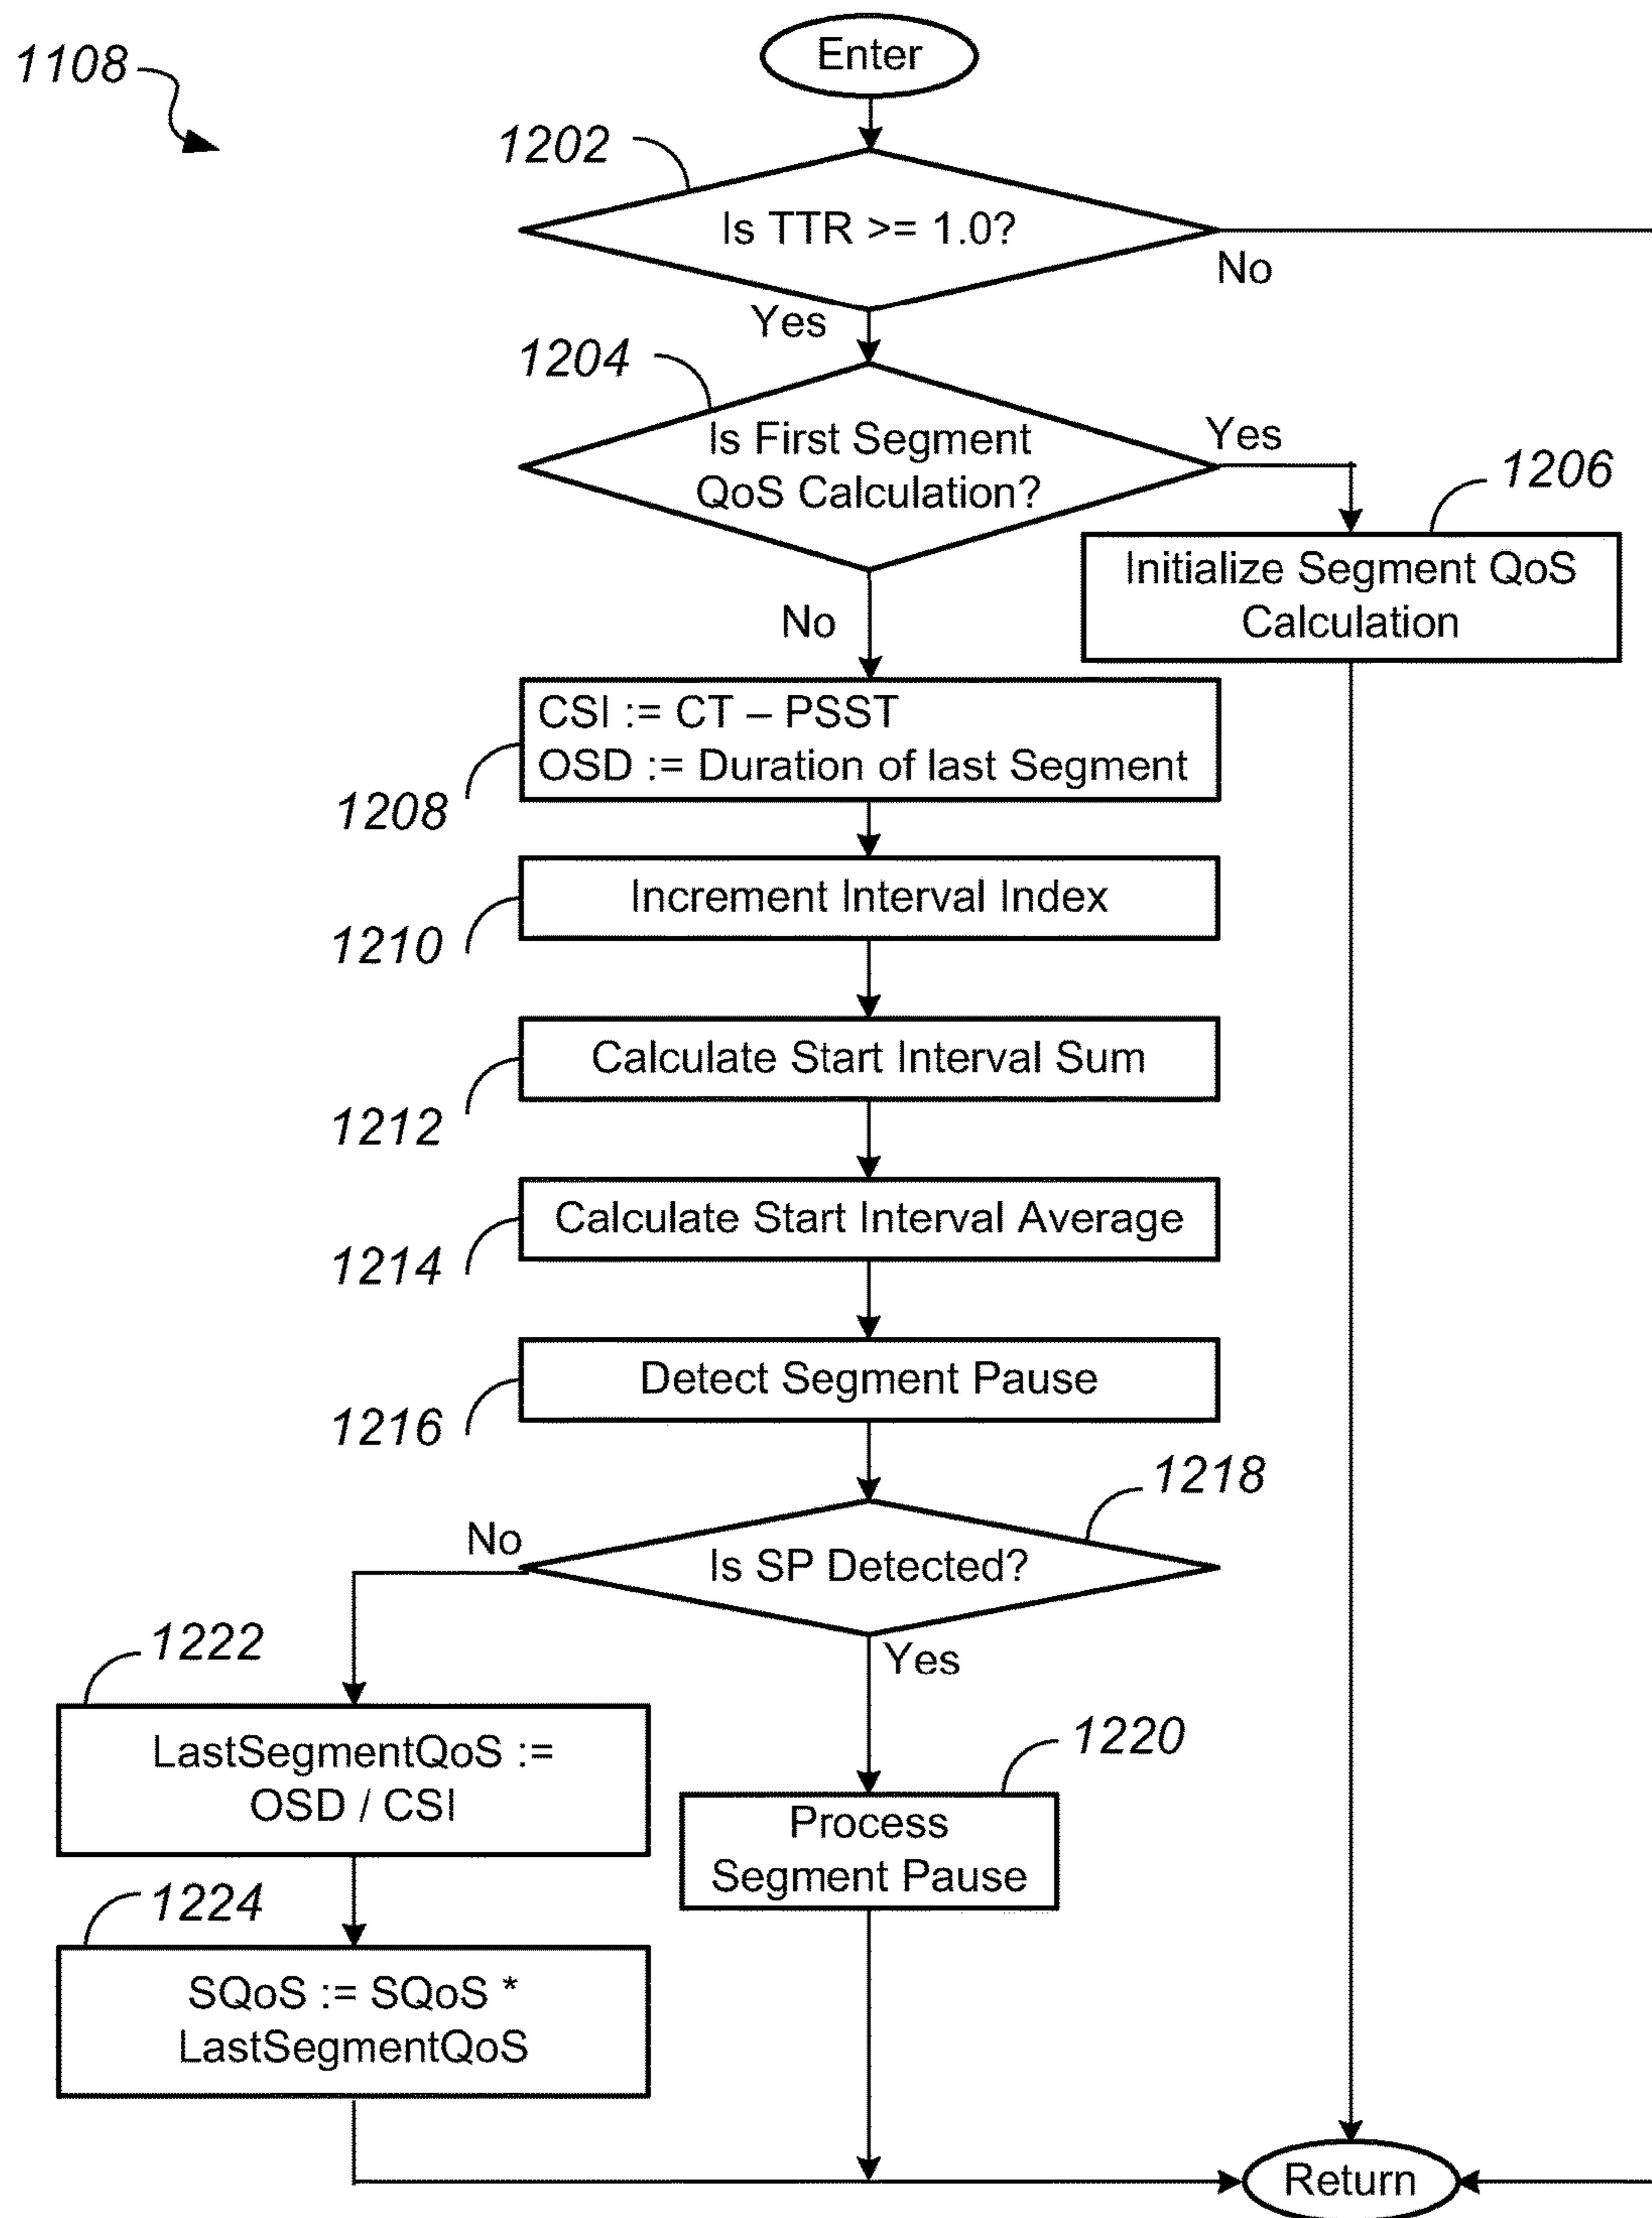 1108
Enter
1202
Is TTR >= 1.0?
No
Yes
1204
Is First Segment
QoS Calculation?
Yes
1206
Initialize Segment QoS
Calculation
No
CSI := CT – PSST
OSD := Duration of last Segment
1208
Increment Interval Index
1210
Calculate Start Interval Sum
1212
Calculate Start Interval Average
1214
Detect Segment Pause
1216
1218
No
Is SP Detected?
Yes
1222
LastSegmentQoS :=
OSD / CSI
1220
Process
Segment Pause
1224
SQoS := SQoS *
LastSegmentQoS
Return